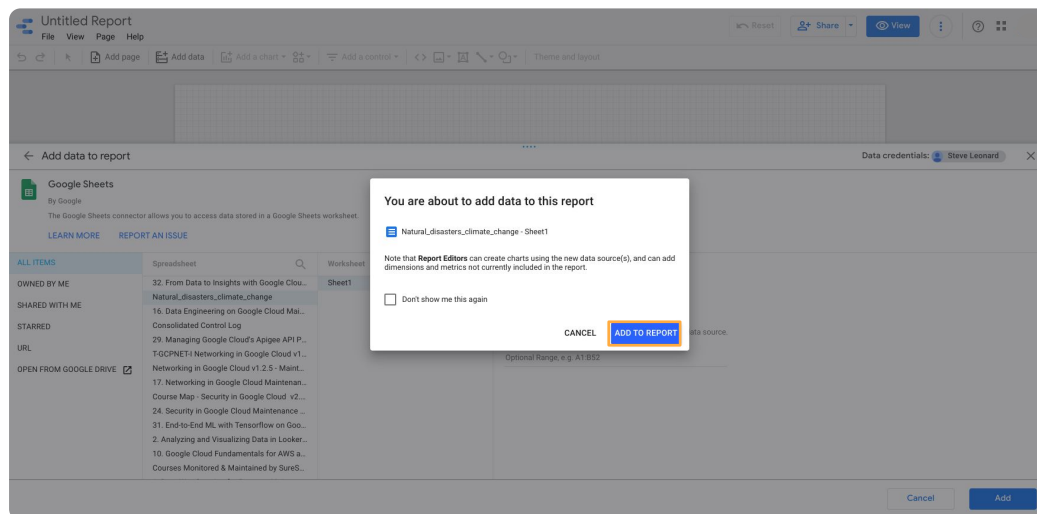 Untitled Report
File View Page Help
Reset
Share
View
Add page
Add data
Add a chart
Add a control
Theme and layout
Add data to report
Data credentials: Steve Leonard
Google Sheets
By Google
The Google Sheets connector allows you to access data stored in a Google Sheets worksheet.
LEARN MORE REPORT AN ISSUE
ALL ITEMS
OWNED BY ME
SHARED WITH ME
STARRED
URL
OPEN FROM GOOGLE DRIVE
Spreadsheet
32. From Data to Insights with Google Clou...
Natural_disasters_climate_change
16. Data Engineering on Google Cloud Mai...
Consolidated Control Log
29. Managing Google Cloud's Apigee API P...
T-GCPNET-I Networking in Google Cloud v1...
Networking in Google Cloud v1.2.5 - Maint...
17. Networking in Google Cloud Maintenan...
Course Map - Security in Google Cloud v2....
24. Security in Google Cloud Maintenance ...
31. End-to-End ML with Tensorflow on Goo...
2. Analyzing and Visualizing Data in Looker...
10. Google Cloud Fundamentals for AWS a...
Courses Monitored & Maintained by SureS...
Worksheet
Sheet1
You are about to add data to this report
Natural_disasters_climate_change - Sheet1
Note that Report Editors can create charts using the new data source(s), and can add
dimensions and metrics not currently included in the report.
Don't show me this again
CANCEL ADD TO REPORT
ata source.
Optional Range, e.g. A1:B52
Cancel Add